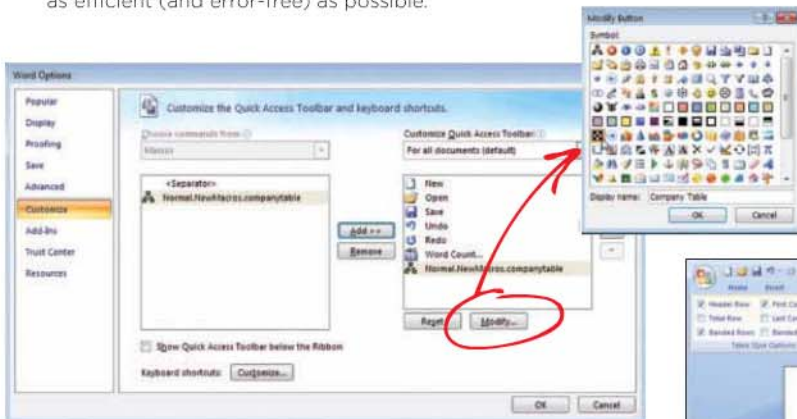 as efficient (and error-free) as possible.
Modify Button
Symbol:
Display name: Company Table
OK Cancel
Word Options
Popular
Display
Proofing
Save
Advanced
Customize
Add-Ins
Trust Center
Resources
Customize the Quick Access Toolbar and keyboard shortcuts.
Choose commands from:
Macros
<Separator>
Normal.NewMacros.companytable
Add >>
Remove
Customize Quick Access Toolbar:
For all documents (default)
New
Open
Save
Undo
Redo
Word Count...
Normal.NewMacros.companytable
Reset Modify...
Show Quick Access Toolbar below the Ribbon
Keyboard shortcuts: Customize...
OK Cancel
Home Insert
Header Row First Co
Total Row Last Co
Banded Rows Banded
Table Style Options